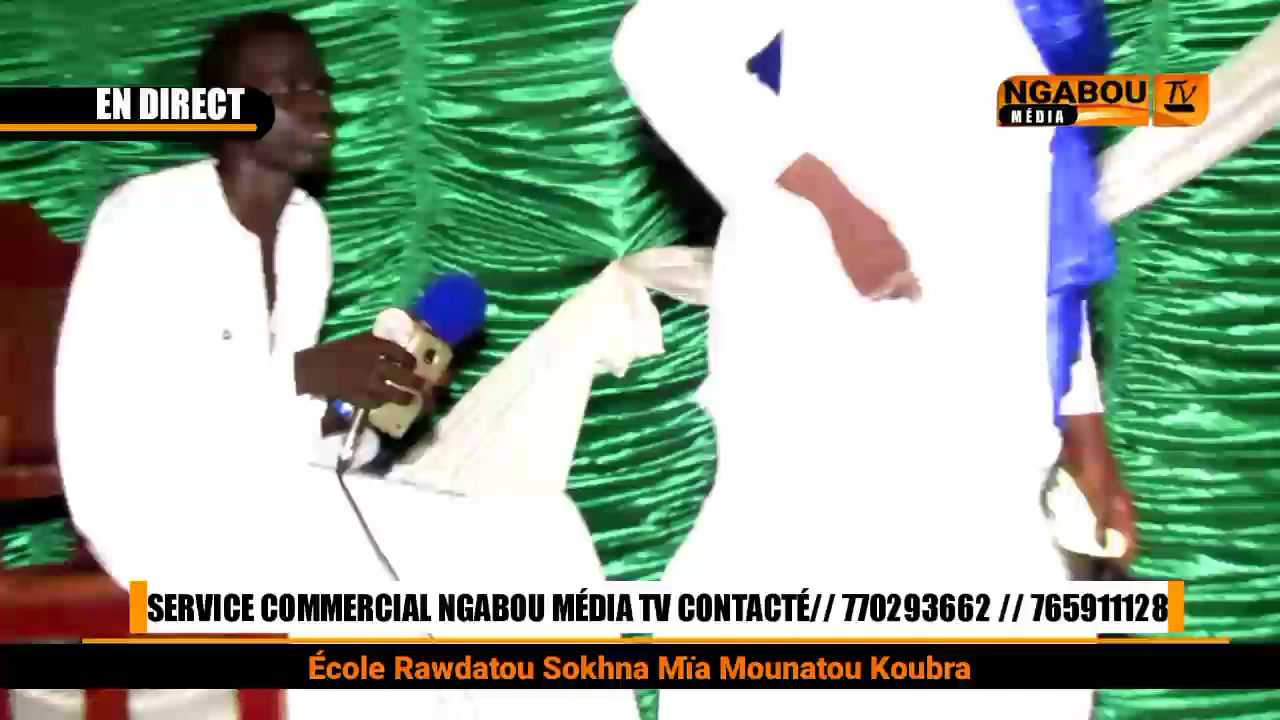 EN DIRECT
NGABOU TV
MÉDIA
SERVICE COMMERCIAL NGABOU MÉDIA TV CONTACTÉ// 770293662 // 765911128
École Rawdatou Sokhna Mïa Mounatou Koubra